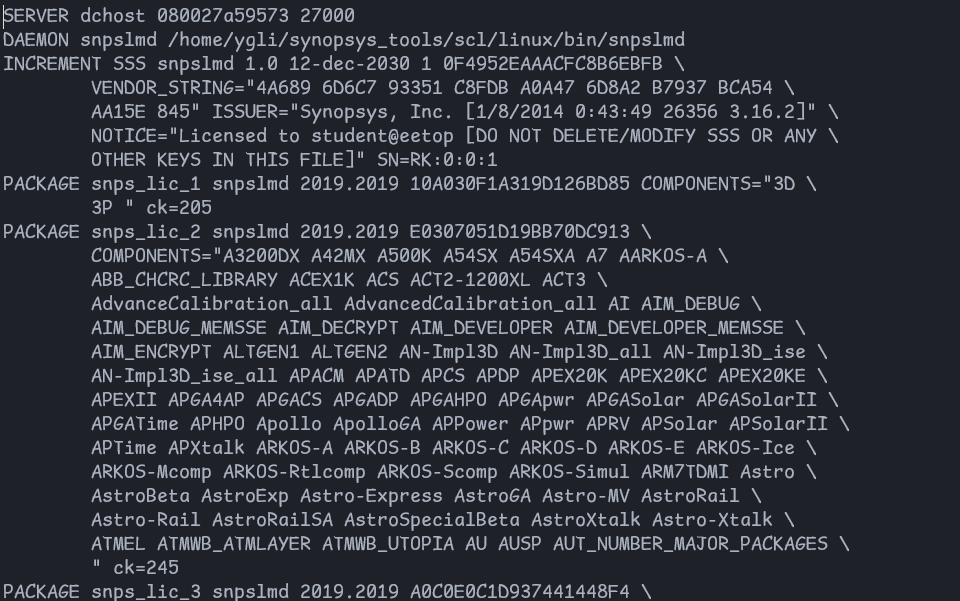 SERVER dchost 080027a59573 27000
DAEMON snpslmd /home/ygli/synopsys_tools/scl/linux/bin/snpslmd
INCREMENT SSS snpslmd 1.0 12-dec-2030 1 0F4952EAAACFC8B6EBFB \
VENDOR_STRING="4A689 6D6C7 93351 C8FDB A0A47 6D8A2 B7937 BCA54 \
AA15E 845" ISSUER="Synopsys, Inc. [1/8/2014 0:43:49 26356 3.16.2]" \
NOTICE="Licensed to student@eetop [DO NOT DELETE/MODIFY SSS OR ANY \
OTHER KEYS IN THIS FILE]" SN=RK:0:0:1
PACKAGE snps_lic_1 snpslmd 2019.2019 10A030F1A319D126BD85 COMPONENTS="3D \
3P " ck=205
PACKAGE snps_lic_2 snpslmd 2019.2019 E0307051D19BB70DC913 \
COMPONENTS="A3200DX A42MX A500K A54SX A54SXA A7 AARKOS-A \
ABB_CHCRC_LIBRARY ACEX1K ACS ACT2-1200XL ACT3 \
AdvanceCalibration_all AdvancedCalibration_all AI AIM_DEBUG \
AIM_DEBUG_MEMSSE AIM_DECRYPT AIM_DEVELOPER AIM_DEVELOPER_MEMSSE \
AIM_ENCRYPT ALTGEN1 ALTGEN2 AN-Impl3D AN-Impl3D_all AN-Impl3D_ise \
AN-Impl3D_ise_all APACM APATD APCS APDP APEX20K APEX20KC APEX20KE \
APEXII APGA4AP APGACS APGADP APGAHPO APGApwr APGASolar APGASolarII \
APGATime APHPO Apollo ApolloGA APPower APpwr APRV APSolar APSolarII \
APTime APXtalk ARKOS-A ARKOS-B ARKOS-C ARKOS-D ARKOS-E ARKOS-Ice \
ARKOS-Mcomp ARKOS-Rtlcomp ARKOS-Scomp ARKOS-Simul ARM7TDMI Astro \
AstroBeta AstroExp Astro-Express AstroGA Astro-MV AstroRail \
Astro-Rail AstroRailSA AstroSpecialBeta AstroXtalk Astro-Xtalk \
ATMEL ATMWB_ATMLAYER ATMWB_UTOPIA AU AUSP AUT_NUMBER_MAJOR_PACKAGES \
" ck=245
PACKAGE snps_lic_3 snpslmd 2019.2019 A0C0E0C1D937441448F4 \